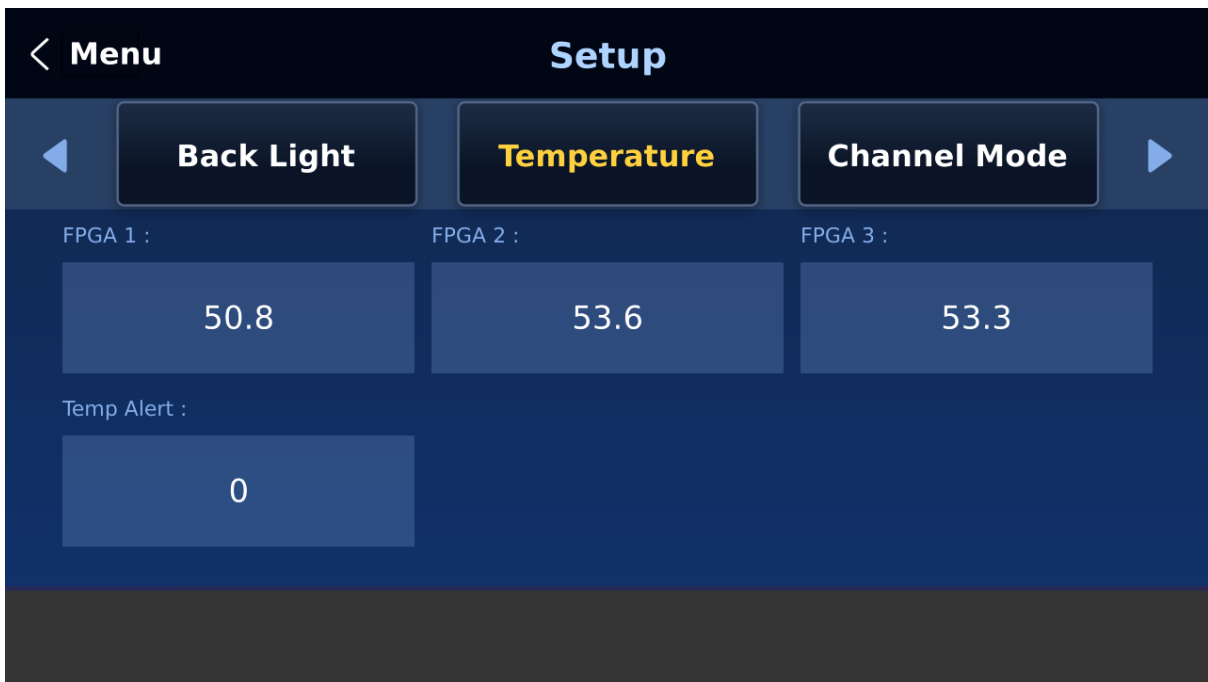 Menu
Setup
Back Light
Temperature
Channel Mode
FPGA 1 :
FPGA 2 :
FPGA 3 :
50.8
53.6
53.3
Temp Alert :
0